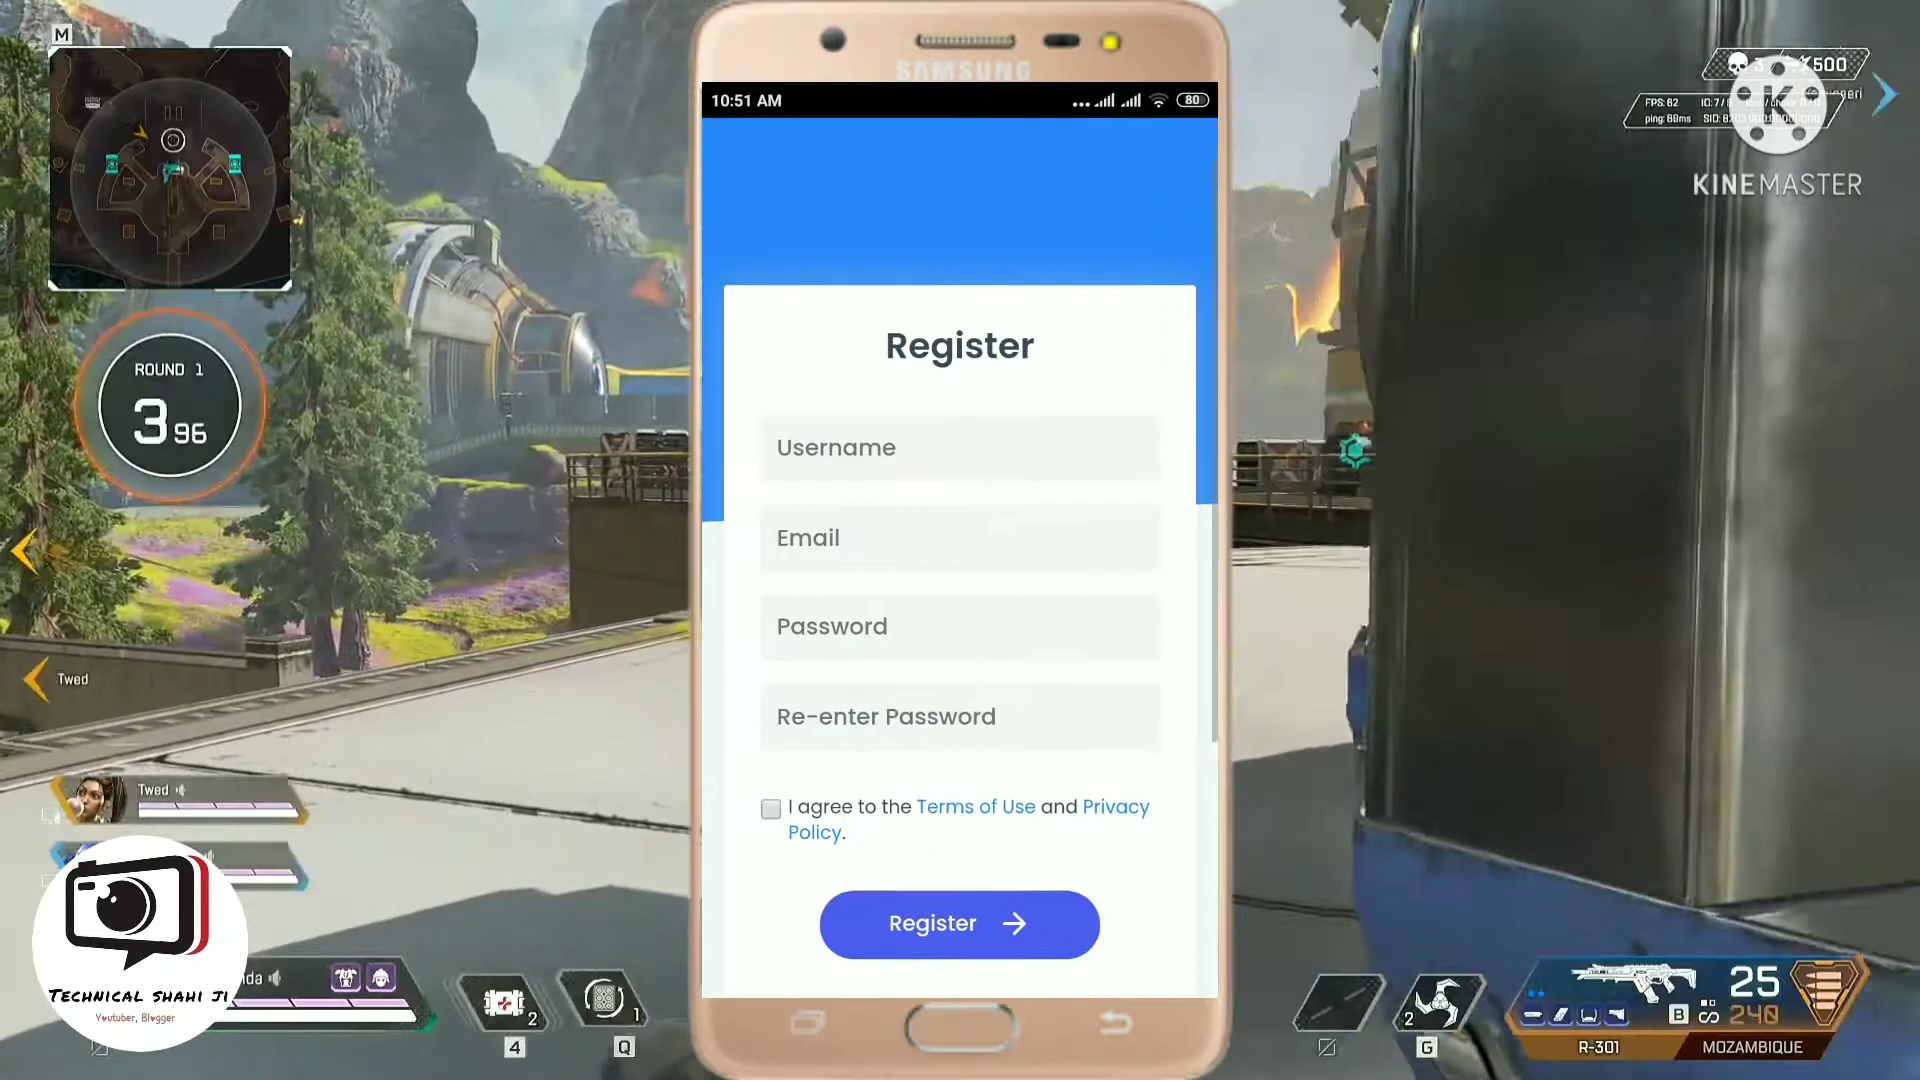 M
SAMSUNG
10:51 AM
80
3
500
FPS: 62
ping: 68ms
KINEMASTER
Register
ROUND 1
3 96
Username
Email
Password
Twed
Re-enter Password
Twed
I agree to the Terms of Use and Privacy
Policy.
Register
TECHNICAL SHAHI JI
Youtuber, Blogger
2
1
4
Q
2
G
B
25
240
R-301
MOZAMBIQUE